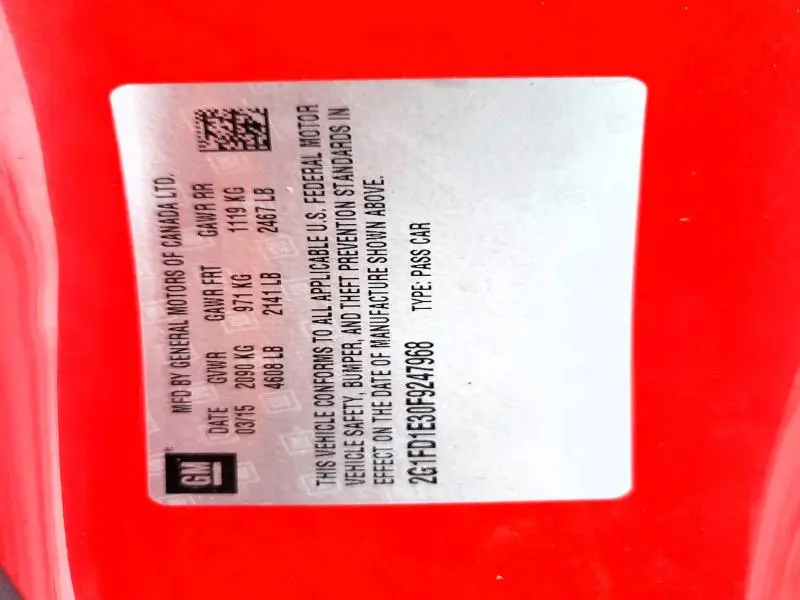 GM®
MFD BY GENERAL MOTORS OF CANADA LTD.
DATE GVWR GAWR FRT GAWR RR
03/15 2090 KG 971 KG 1119 KG
4608 LB 2141 LB 2467 LB
THIS VEHICLE CONFORMS TO ALL APPLICABLE U.S. FEDERAL MOTOR
VEHICLE SAFETY, BUMPER, AND THEFT PREVENTION STANDARDS IN
EFFECT ON THE DATE OF MANUFACTURE SHOWN ABOVE.
2G1FD1E30F9247968 TYPE: PASS CAR